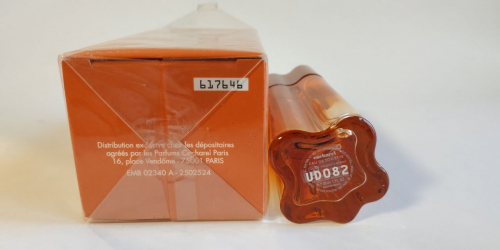 617646
Distribution exclusive chez les dépositaires
agréés par les Parfums Cacharel Paris
16, place Vendôme - 75001 PARIS
EMB 02340 A - 2502524
UD082